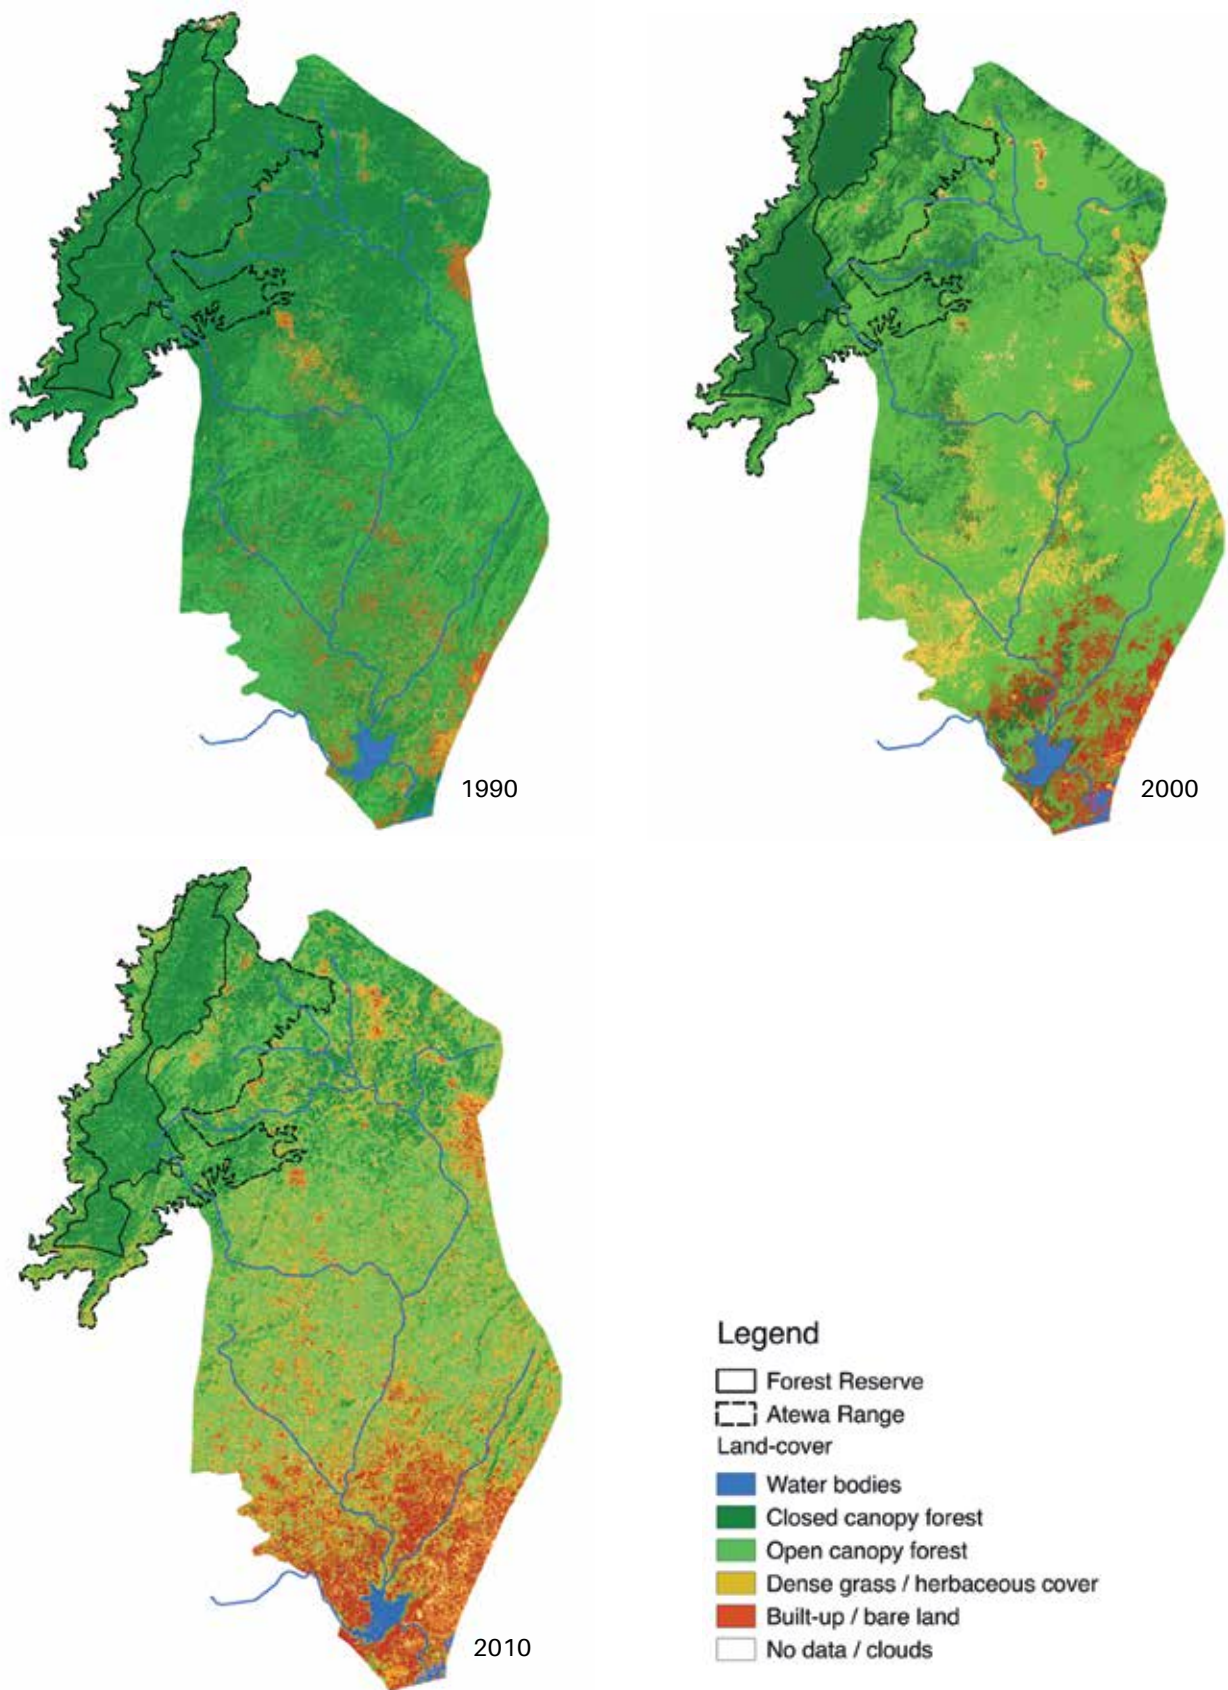 1990
2000
2010
Legend
Forest Reserve
Atewa Range
Land-cover
Water bodies
Closed canopy forest
Open canopy forest
Dense grass / herbaceous cover
Built-up / bare land
No data / clouds